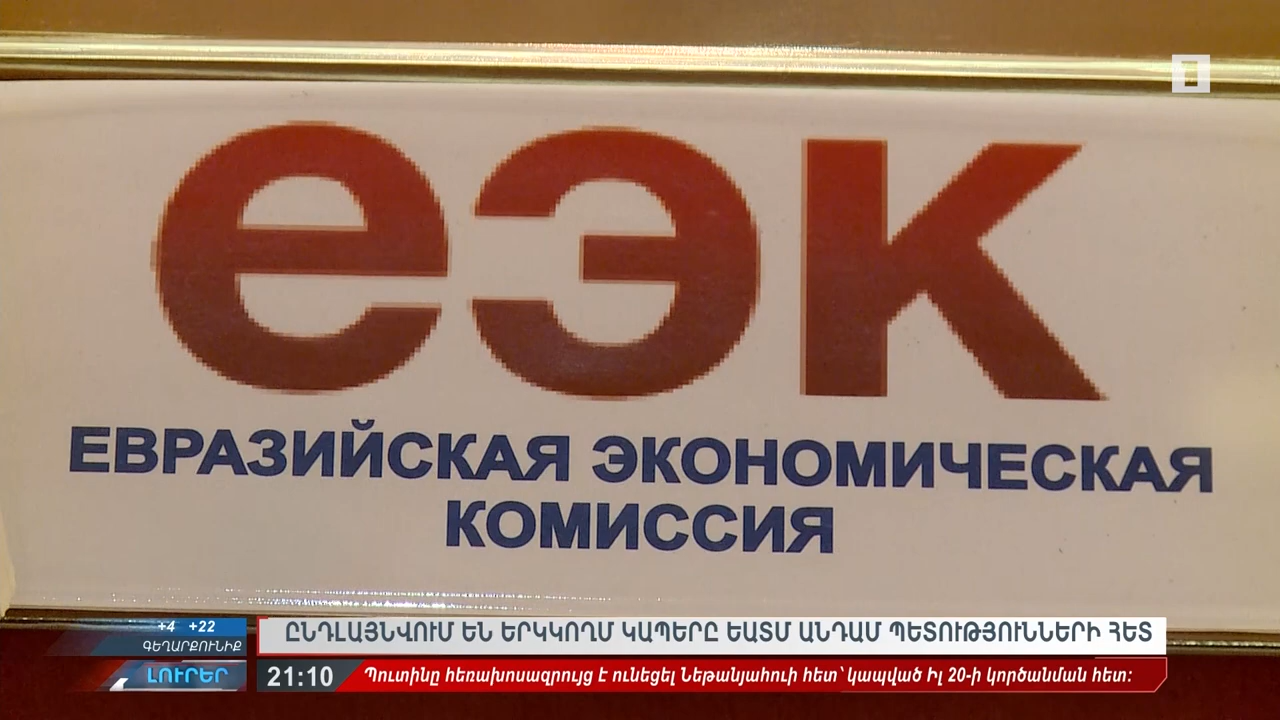 еэк
ЕВРАЗИЙСКАЯ ЭКОНОМИЧЕСКАЯ
КОМИССИЯ
+4 +22
ԳԵՂԱՐՔՈՒՆԻՔ
ԸՆԴԼԱՅՆՎՈՒՄ ԵՆ ԵՐԿԿՈՂՄ ԿԱՊԵՐԸ ԵԱՏՄ ԱՆԴԱՄ ՊԵՏՈՒԹՅՈՒՆՆԵՐԻ ՀԵՏ
ԼՈՒՐԵՐ
21:10
Պուտինը հեռախոսազրույց է ունեցել Նեթանյահուի հետ՝ կապված Իլ 20-ի կործանման հետ: